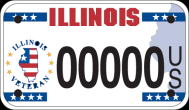 ILLINOIS
ILLINOIS
VETERAN
00000
US